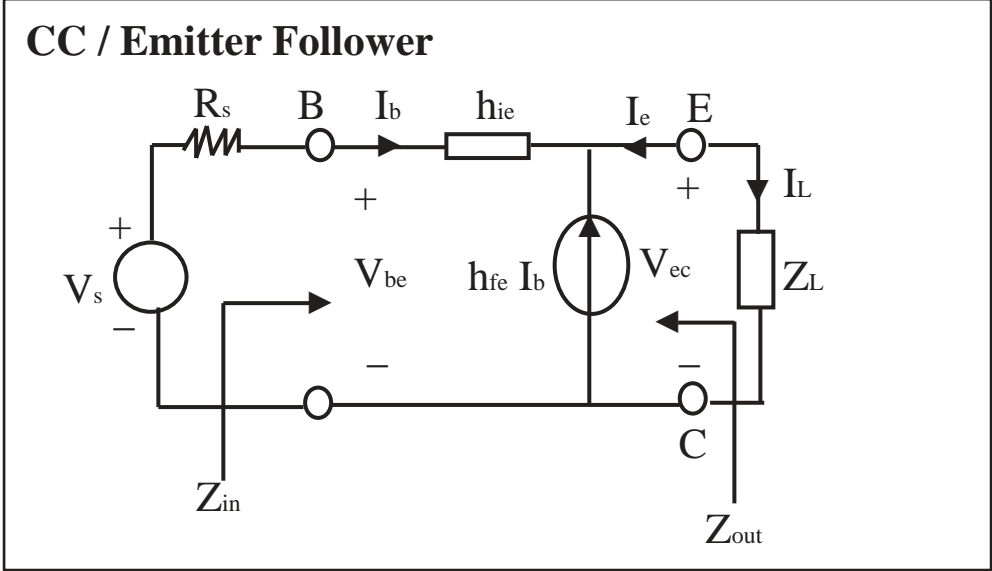 CC / Emitter Follower
Rs B Ib hie Ie E
+ + IL
+
Vs Vbe hfe Ib Vec ZL
−
− −
C
Zin
Zout